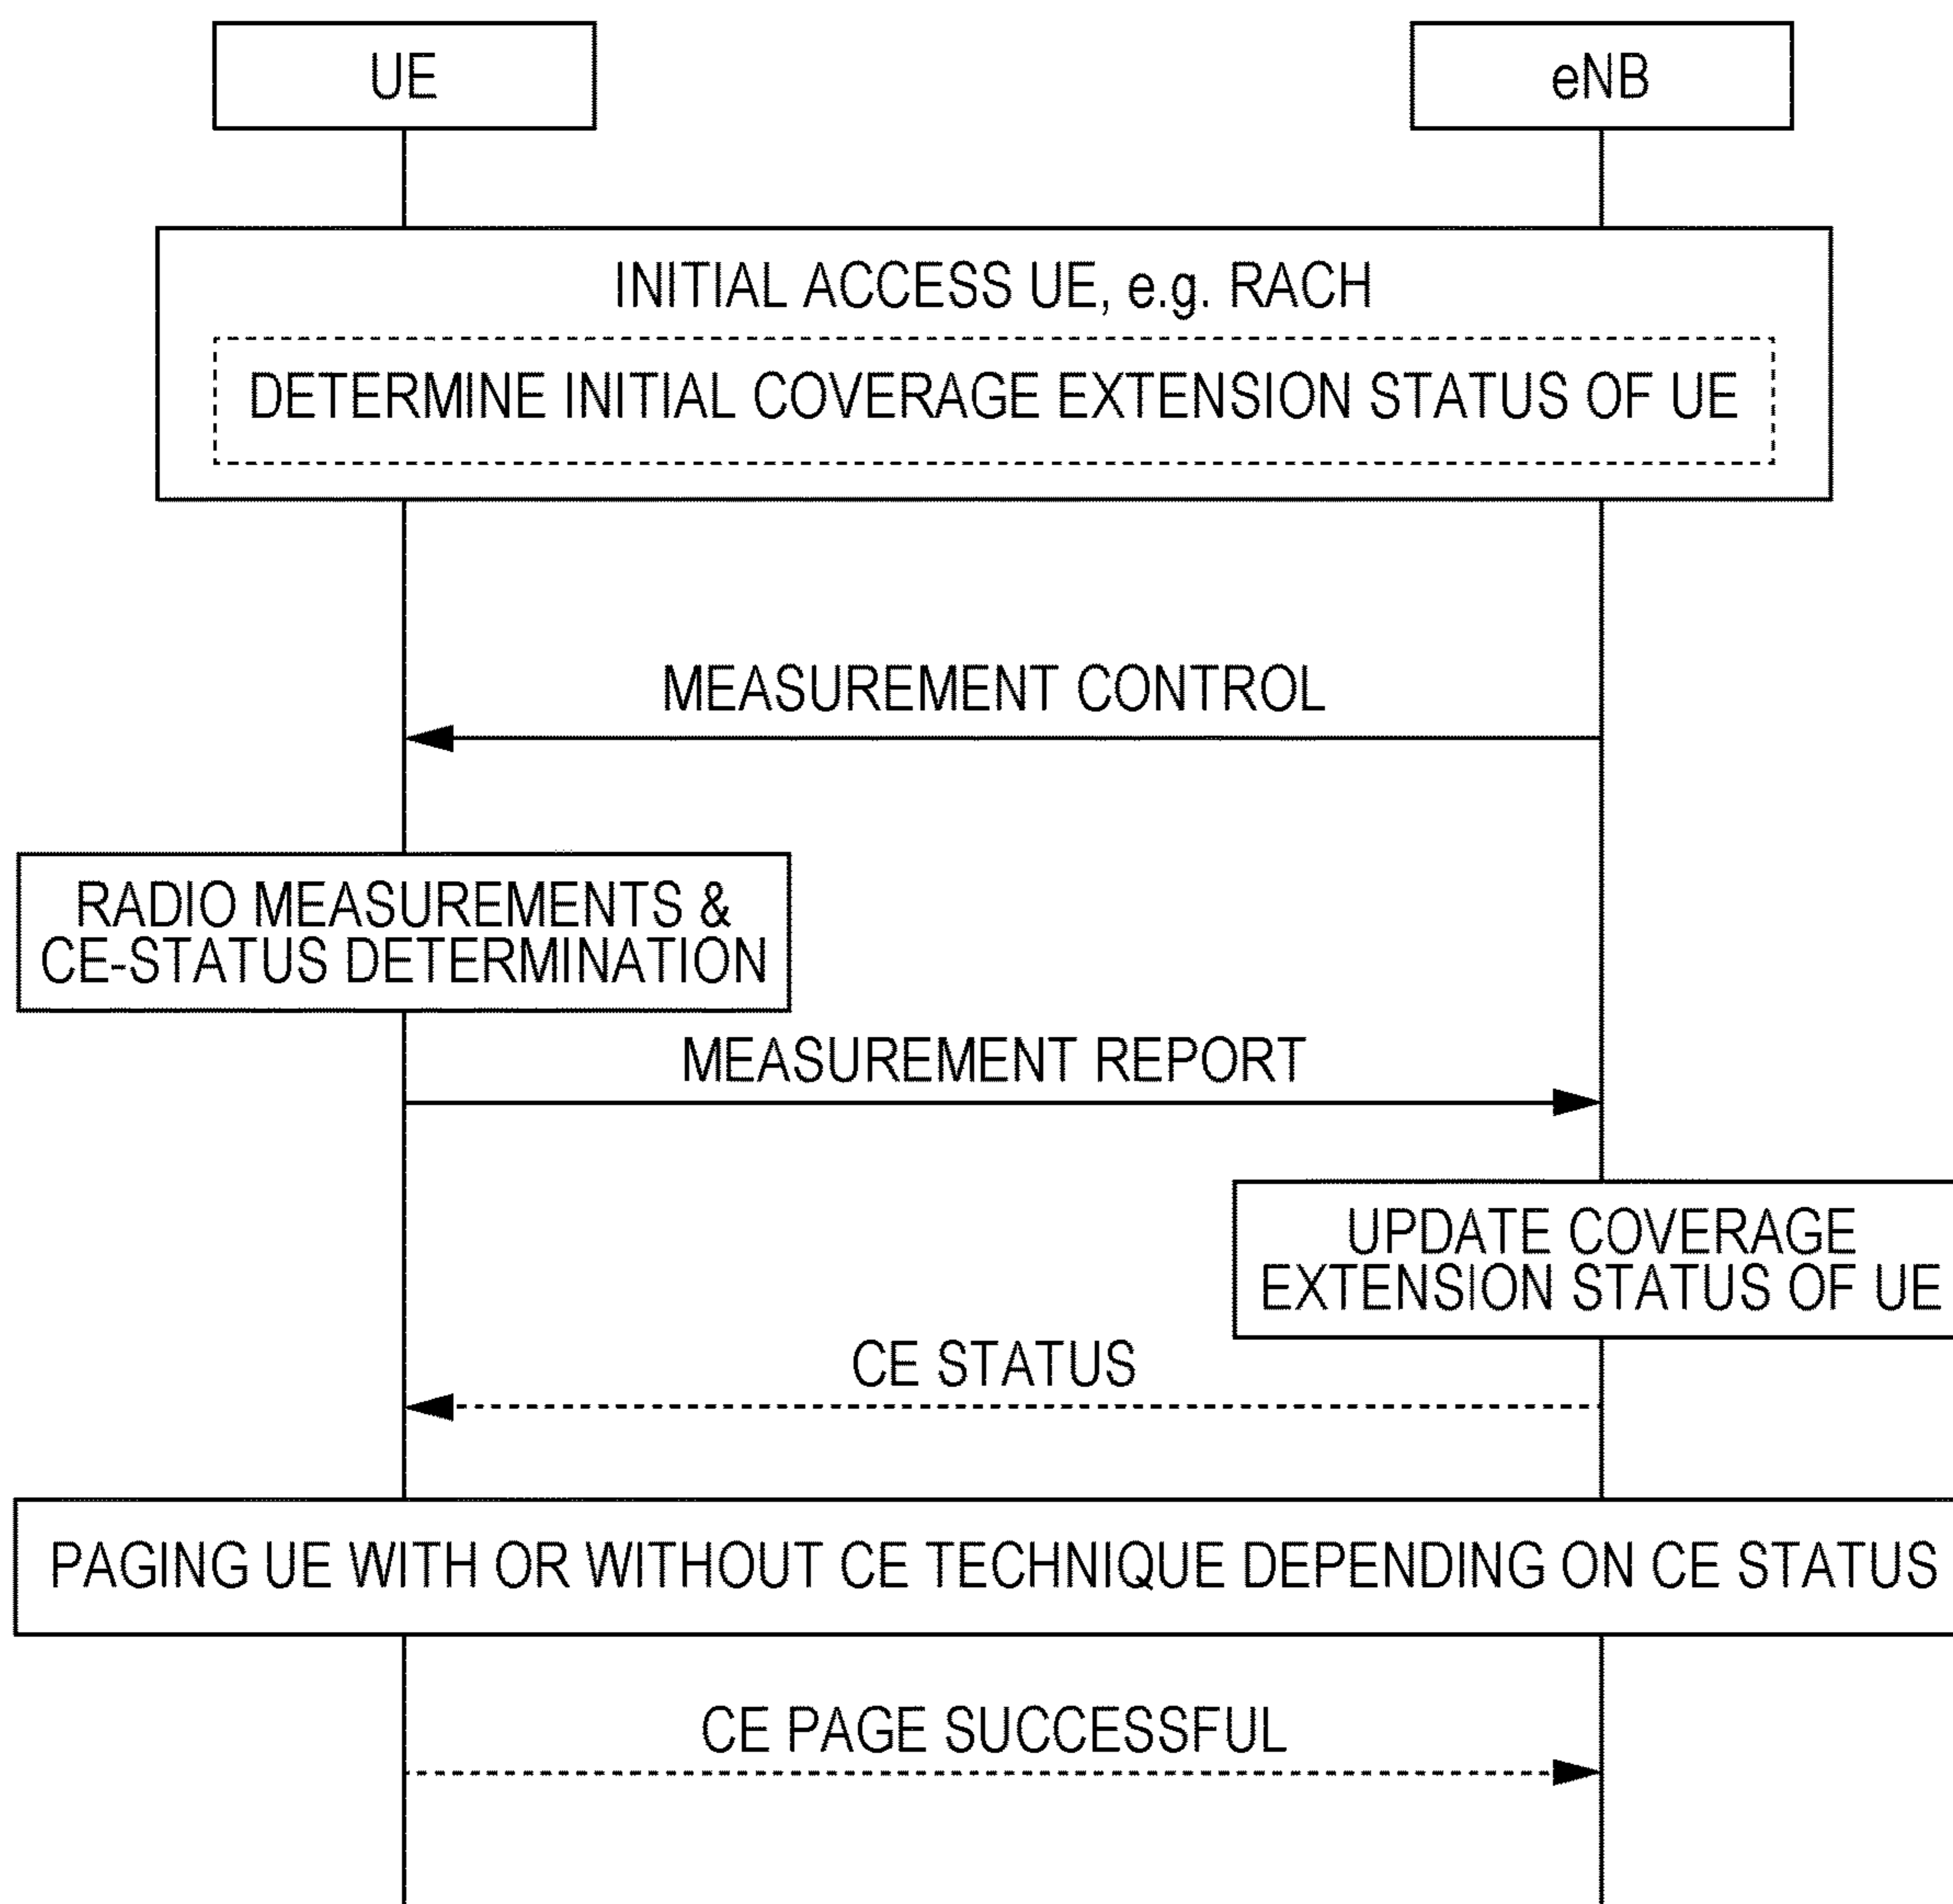 UE
eNB
INITIAL ACCESS UE, e.g. RACH
DETERMINE INITIAL COVERAGE EXTENSION STATUS OF UE
MEASUREMENT CONTROL
RADIO MEASUREMENTS &
CE-STATUS DETERMINATION
MEASUREMENT REPORT
UPDATE COVERAGE
EXTENSION STATUS OF UE
CE STATUS
PAGING UE WITH OR WITHOUT CE TECHNIQUE DEPENDING ON CE STATUS
CE PAGE SUCCESSFUL